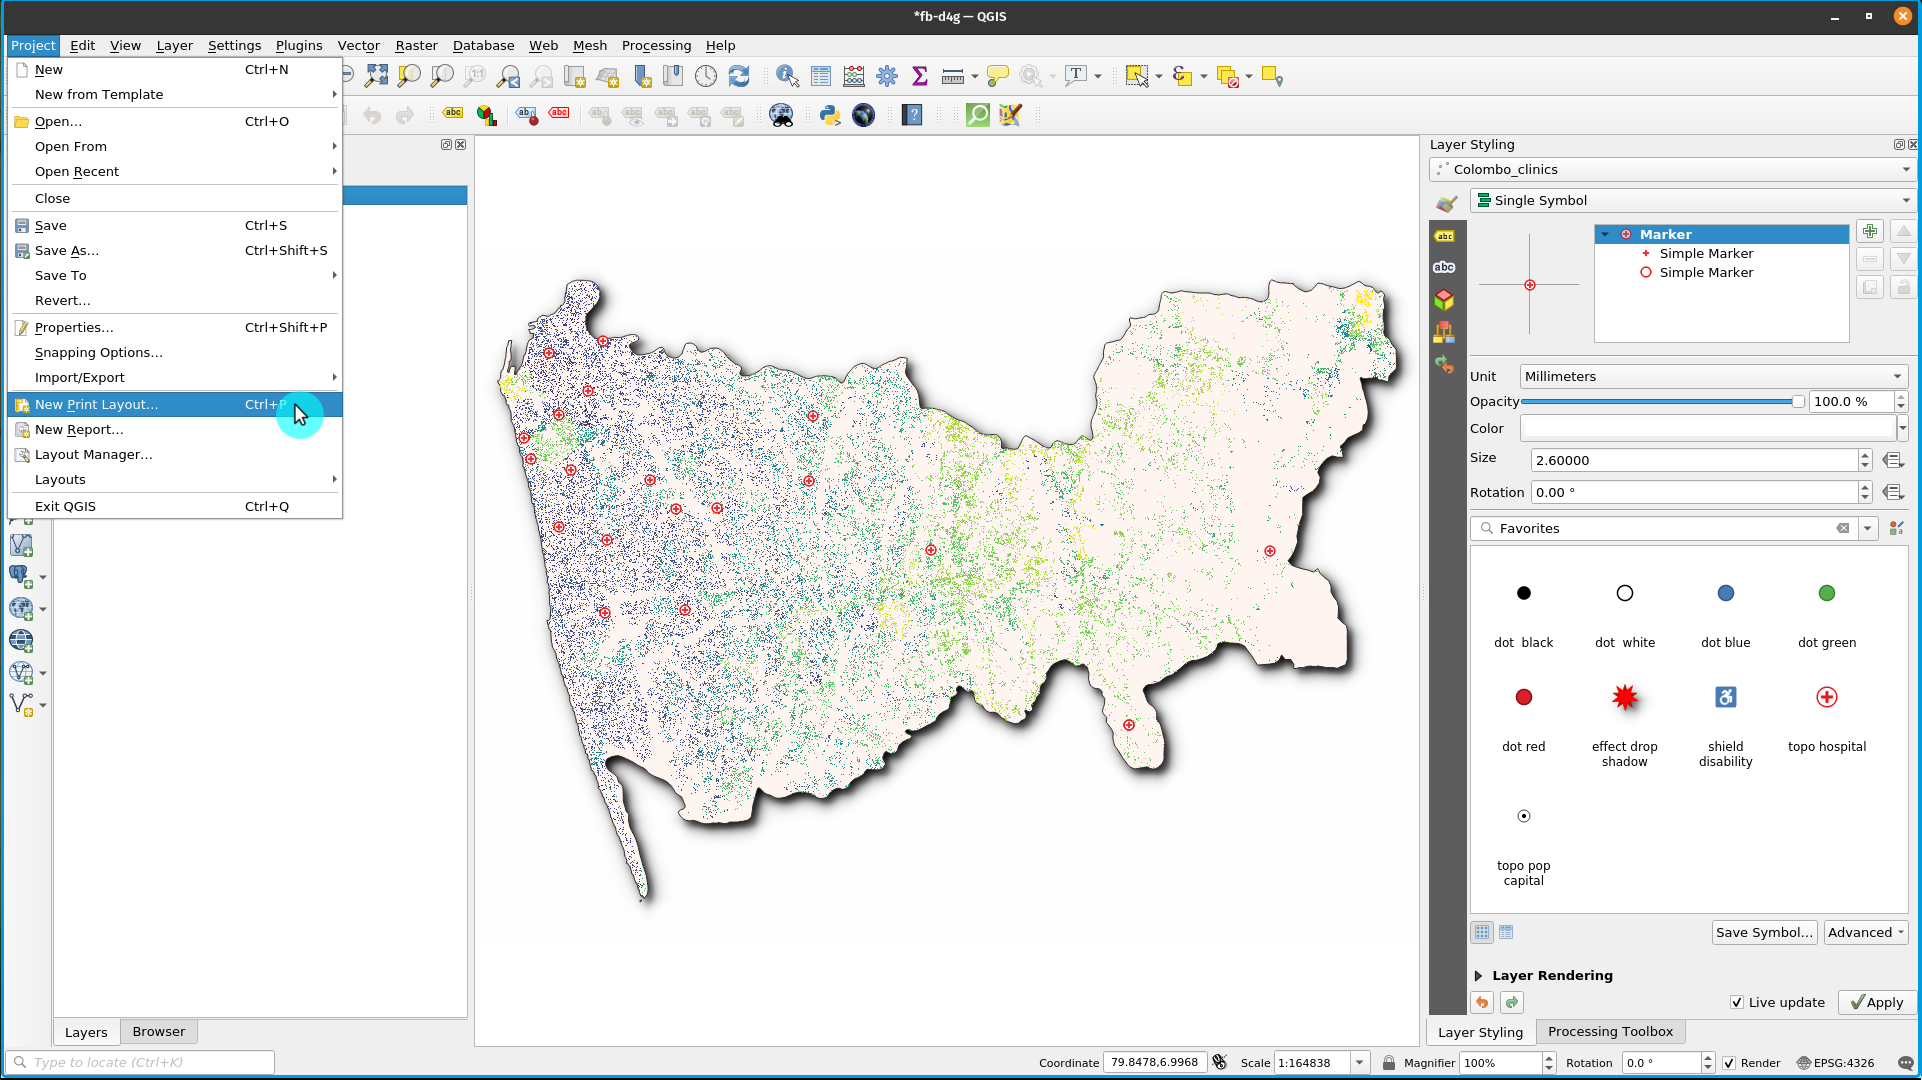 *fb-d4g — QGIS
Project Edit View Layer Settings Plugins Vector Raster Database Web Mesh Processing Help
New Ctrl+N
New from Template
Open... Ctrl+O
Open From
Open Recent
Close
Save Ctrl+S
Save As... Ctrl+Shift+S
Save To
Revert...
Properties... Ctrl+Shift+P
Snapping Options...
Import/Export
New Print Layout... Ctrl+P
New Report...
Layout Manager...
Layouts
Exit QGIS Ctrl+Q
1:1
T
abc abc abc
?
Layer Styling
Colombo_clinics
Single Symbol
abc
abc
Marker
Simple Marker
Simple Marker
Unit Millimeters
Opacity 100.0 %
Color
Size 2.60000
Rotation 0.00 °
Favorites
dot black
dot white
dot blue
dot green
dot red
effect drop
shadow
shield
disability
topo hospital
topo pop
capital
Save Symbol... Advanced
Layer Rendering
Live update Apply
Layers Browser
Layer Styling Processing Toolbox
Type to locate (Ctrl+K)
Coordinate 79.8478,6.9968 Scale 1:164838 Magnifier 100% Rotation 0.0 ° Render EPSG:4326